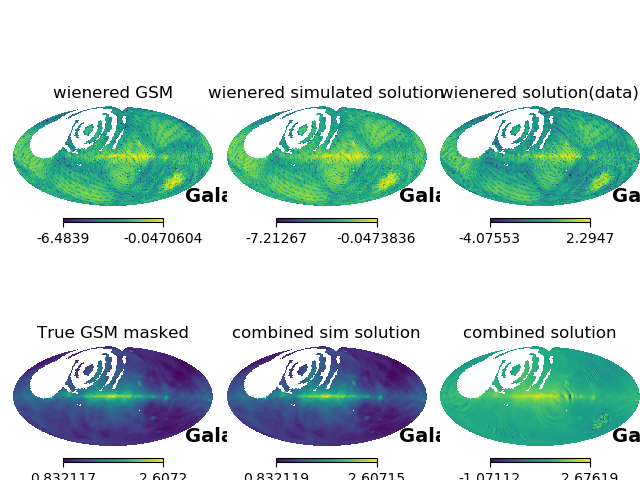 wienered GSM wienered simulated solution wienered solution(data)
Gala Gala Ga
-6.4839 -0.0470604 -7.21267 -0.0473836 -4.07553 2.2947
True GSM masked combined sim solution combined solution
Gala Gala Ga
0.832117 2.6072 0.832119 2.60715 -1.07112 2.67619